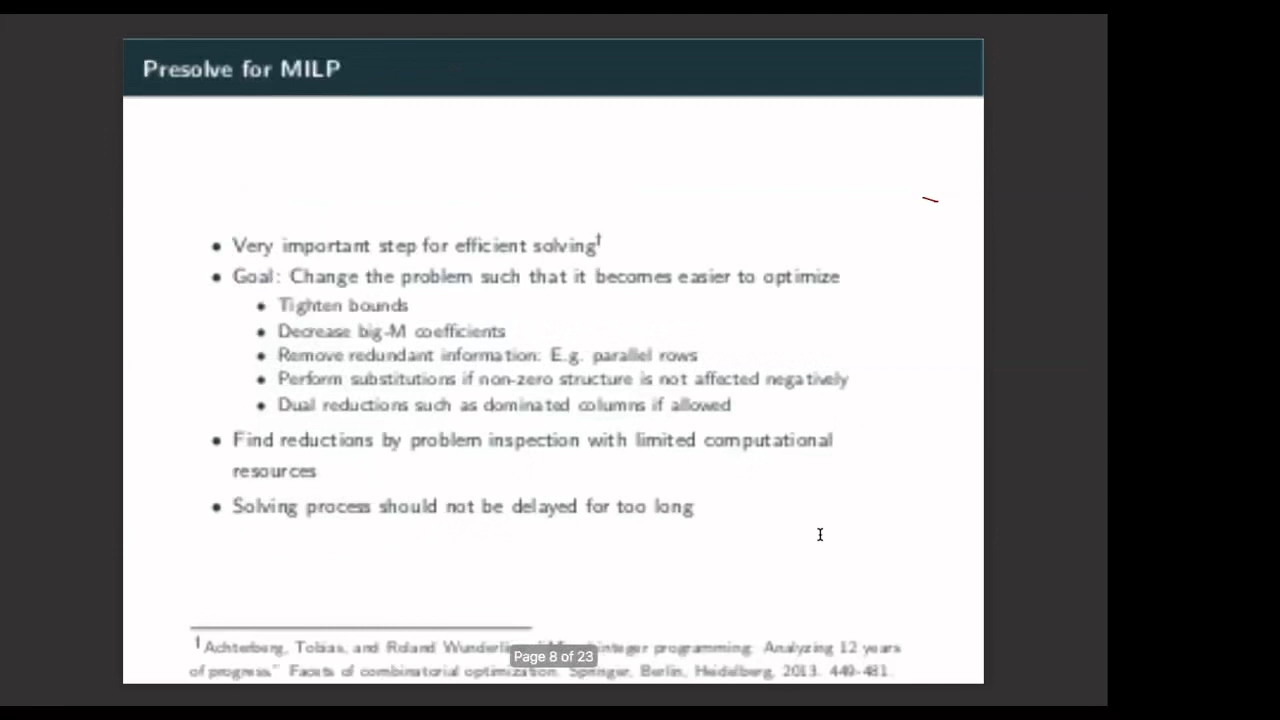 Presolve for MILP
• Very important step for efficient solving†
• Goal: Change the problem such that it becomes easier to optimize
• Tighten bounds
• Decrease big-M coefficients
• Remove redundant information: E.g. parallel rows
• Perform substitutions if non-zero structure is not affected negatively
• Dual reductions such as dominated columns if allowed
• Find reductions by problem inspection with limited computational
resources
• Solving process should not be delayed for too long
†Achterberg, Tobias, and Roland programming: Analyzing 12 years
Page 8 of 23
of progress." Facets of combinatorial optimization. Springer, Berlin, Heidelberg, 2013. 449-481.